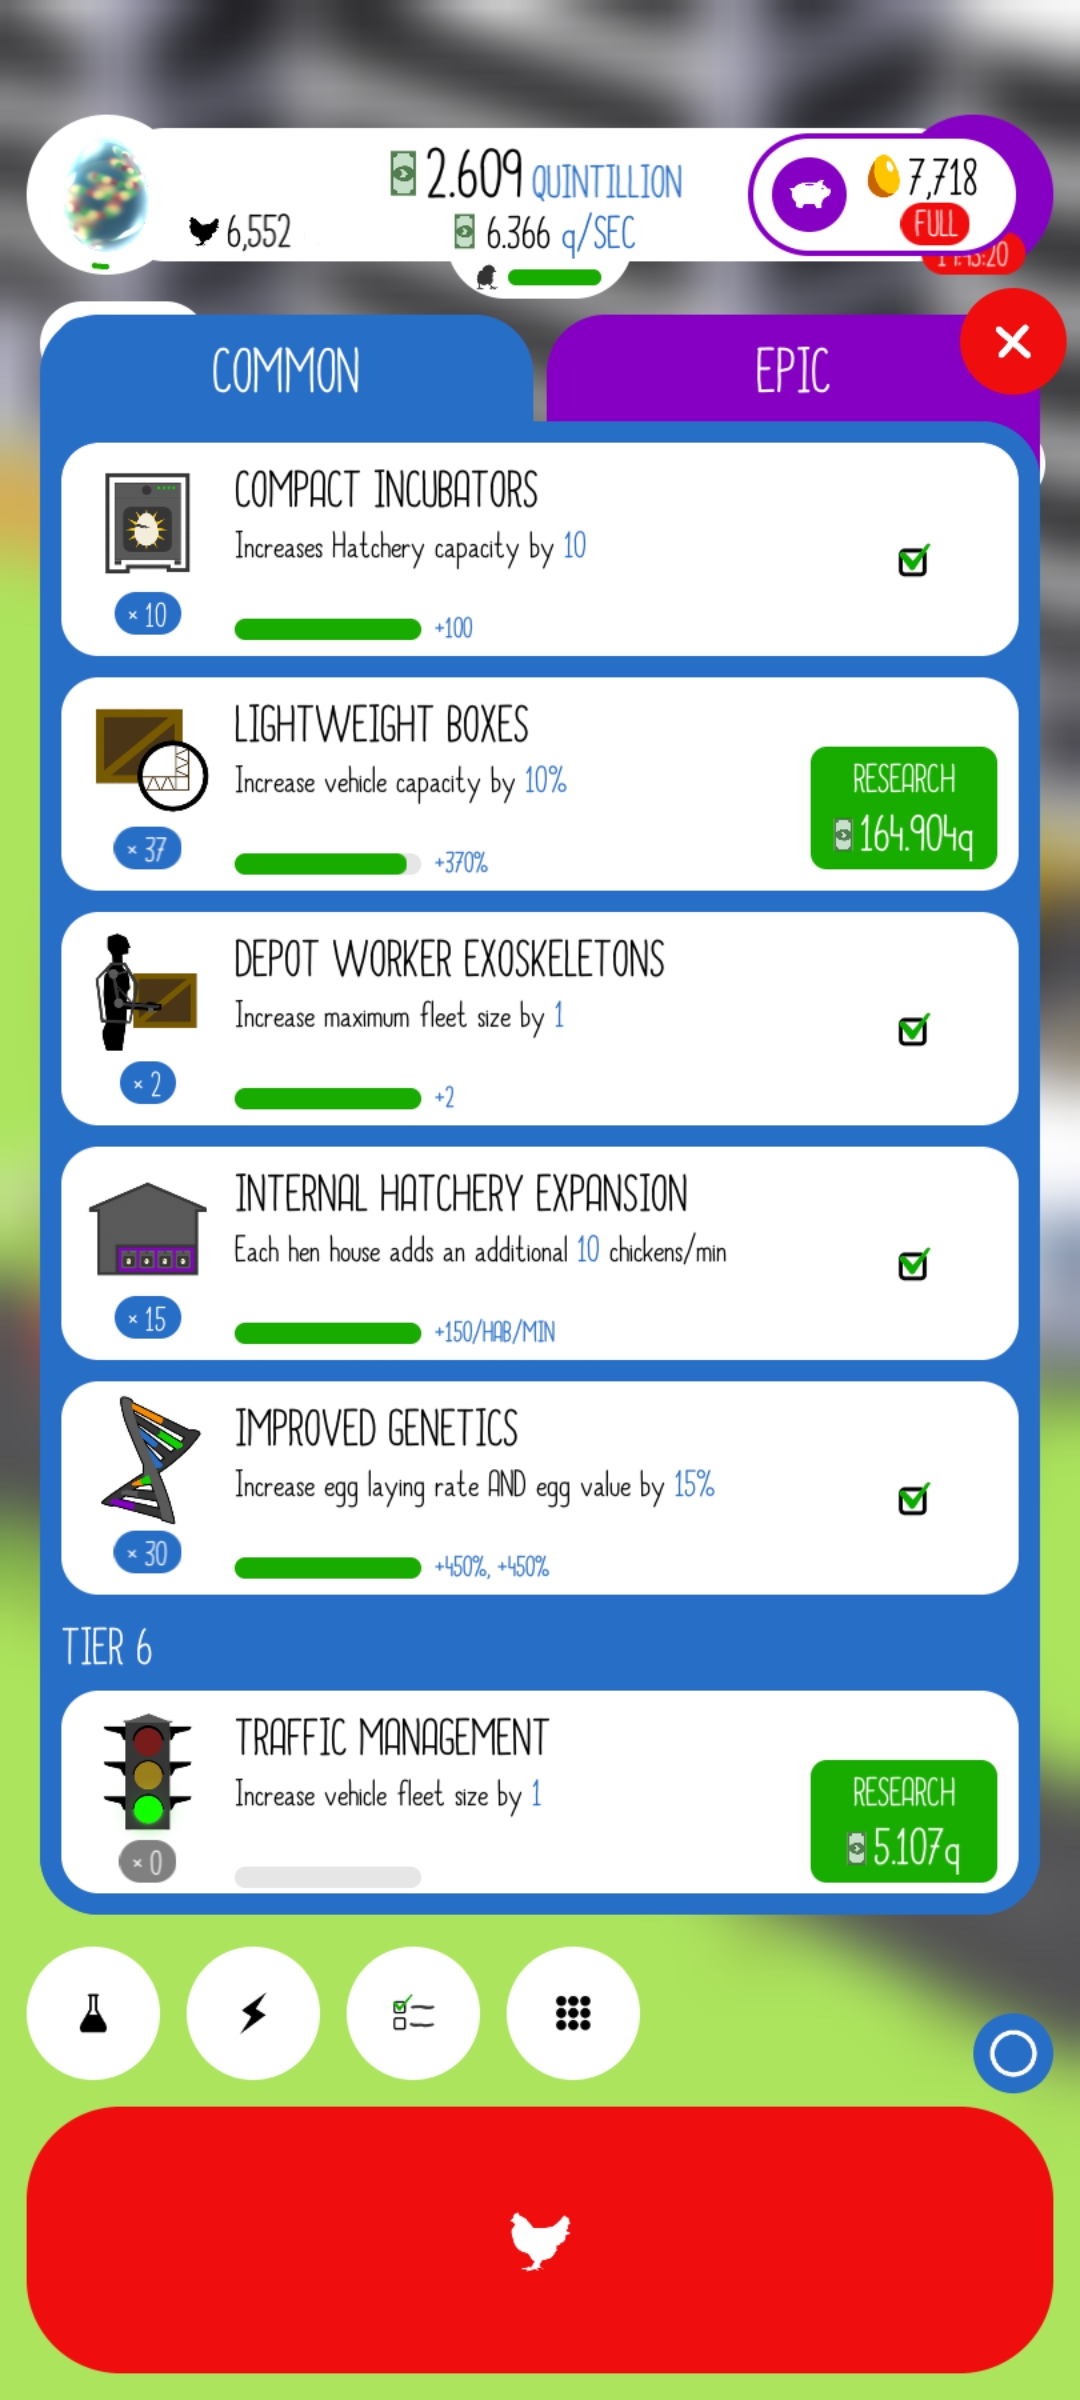 2.609 QUINTILLION
7,718
6,552
6.366 q/SEC
FULL
COMMON
EPIC
COMPACT INCUBATORS
Increases Hatchery capacity by 10
× 10
+100
LIGHTWEIGHT BOXES
Increase vehicle capacity by 10%
RESEARCH
164.904q
× 37
+370%
DEPOT WORKER EXOSKELETONS
Increase maximum fleet size by 1
× 2
+2
INTERNAL HATCHERY EXPANSION
Each hen house adds an additional 10 chickens/min
× 15
+150/HAB/MIN
IMPROVED GENETICS
Increase egg laying rate AND egg value by 15%
× 30
+450%, +450%
TIER 6
TRAFFIC MANAGEMENT
Increase vehicle fleet size by 1
RESEARCH
5.107q
× 0